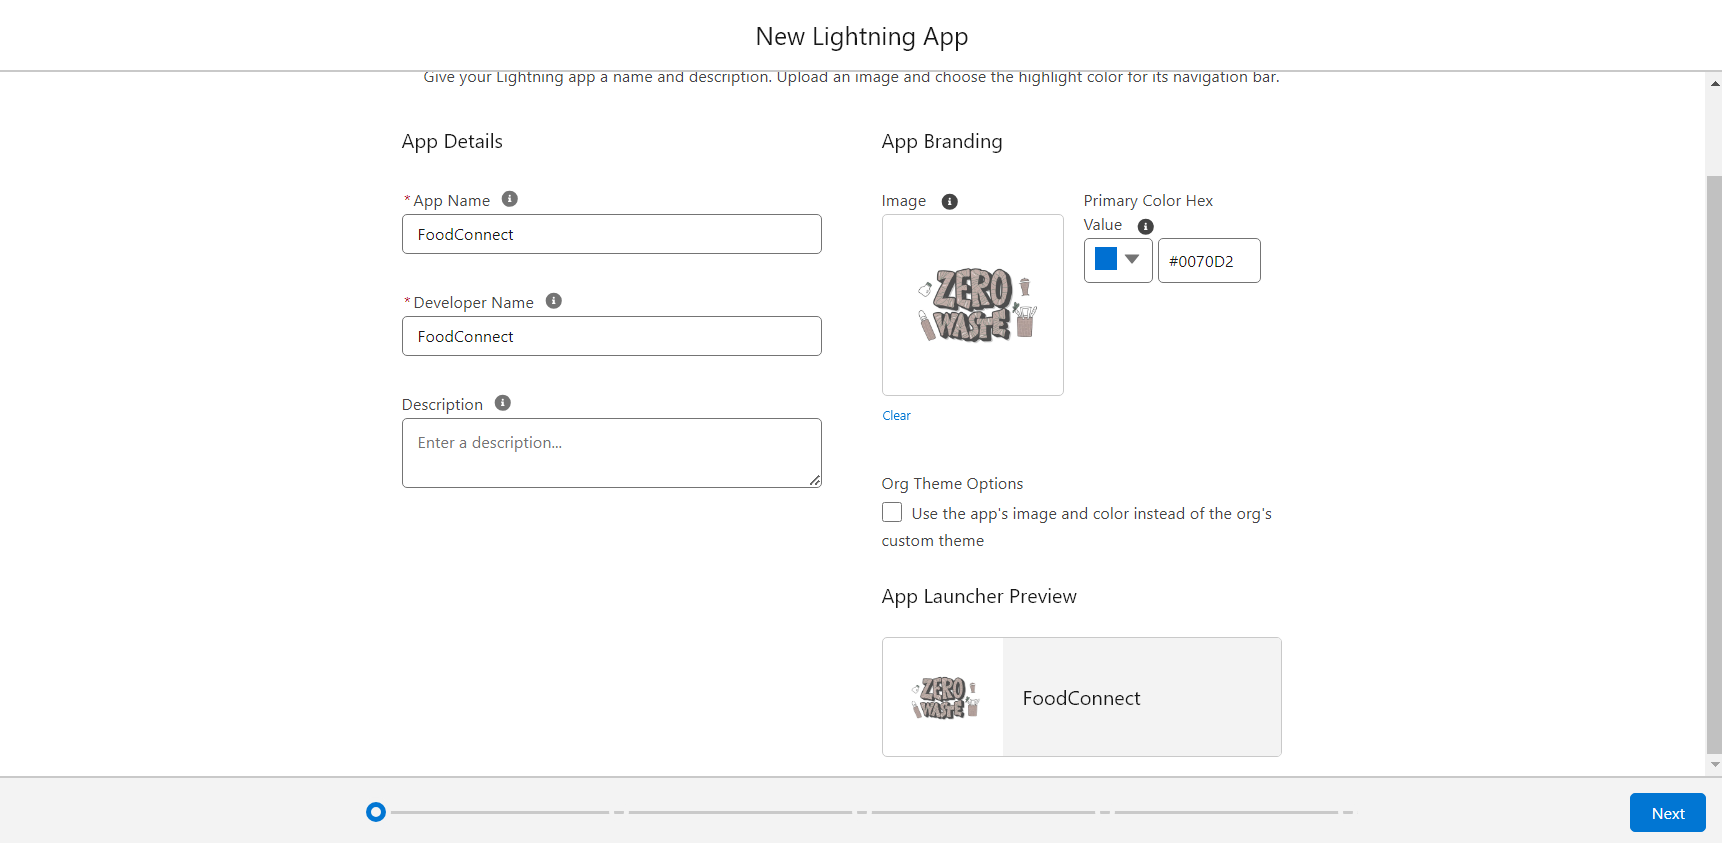 New Lightning App
Give your Lightning app a name and description. Upload an image and choose the highlight color for its navigation bar.
App Details
*App Name
FoodConnect
*Developer Name
FoodConnect
Description
Enter a description...
App Branding
Image
ZERO
WASTE
Clear
Primary Color Hex
Value
#0070D2
Org Theme Options
Use the app's image and color instead of the org's
custom theme
App Launcher Preview
ZERO
WASTE
FoodConnect
Next